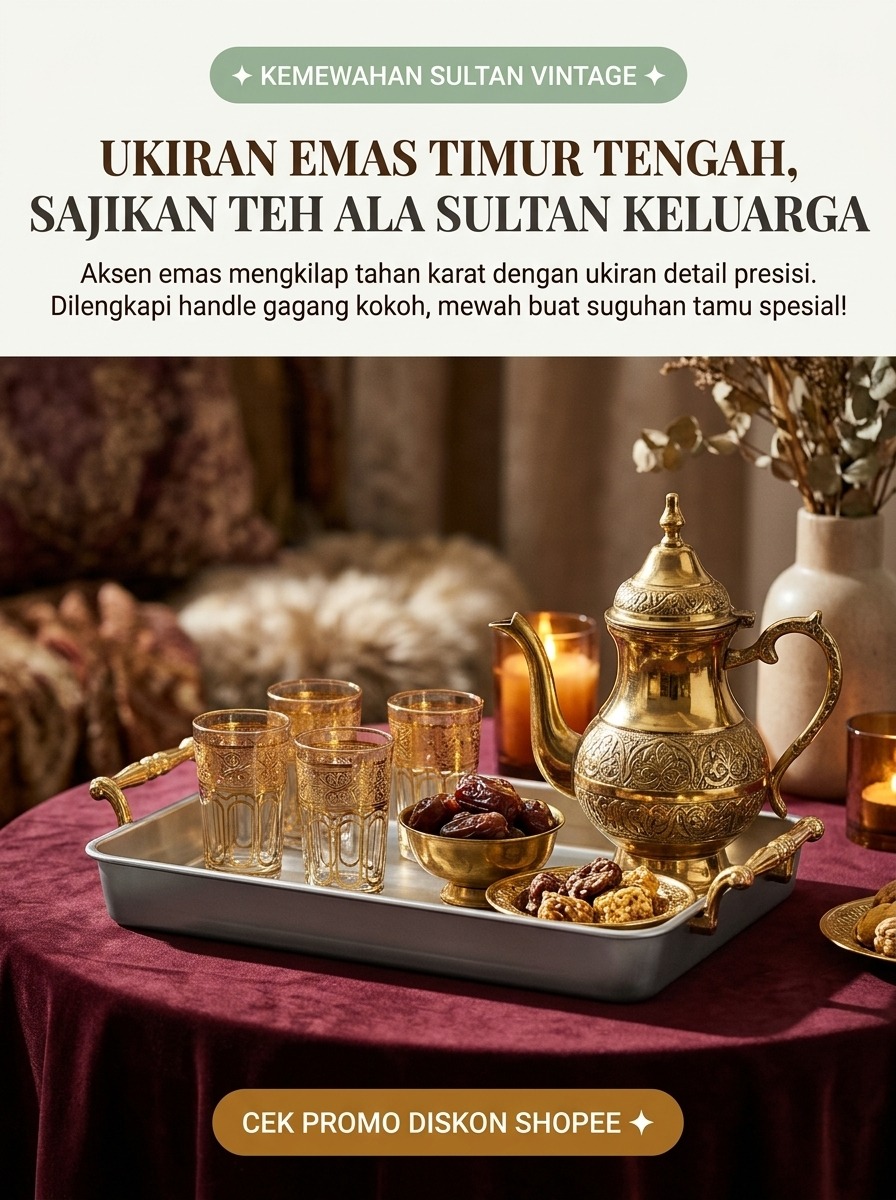 ✦ KEMEWAHAN SULTAN VINTAGE ✦
UKIRAN EMAS TIMUR TENGAH,
SAJIKAN TEH ALA SULTAN KELUARGA
Aksen emas mengkilap tahan karat dengan ukiran detail presisi.
Dilengkapi handle gagang kokoh, mewah buat suguhan tamu spesial!
CEK PROMO DISKON SHOPEE ✦